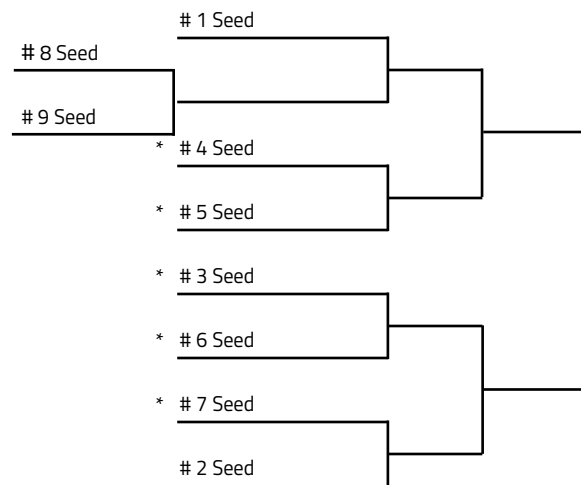 # 1 Seed
# 8 Seed
# 9 Seed
* # 4 Seed
* # 5 Seed
* # 3 Seed
* # 6 Seed
* # 7 Seed
# 2 Seed